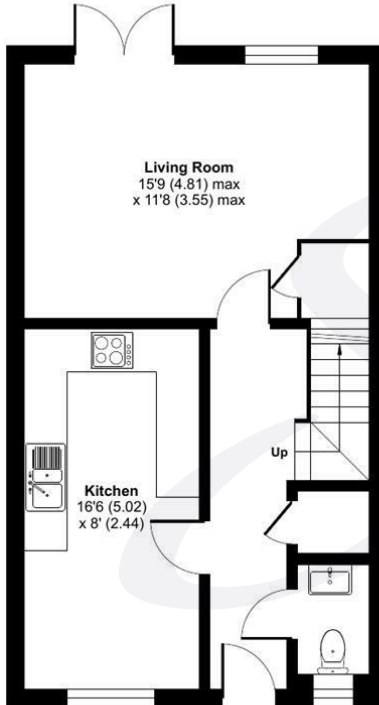 Living Room
15'9 (4.81) max
x 11'8 (3.55) max
Up
Kitchen
16'6 (5.02)
x 8' (2.44)